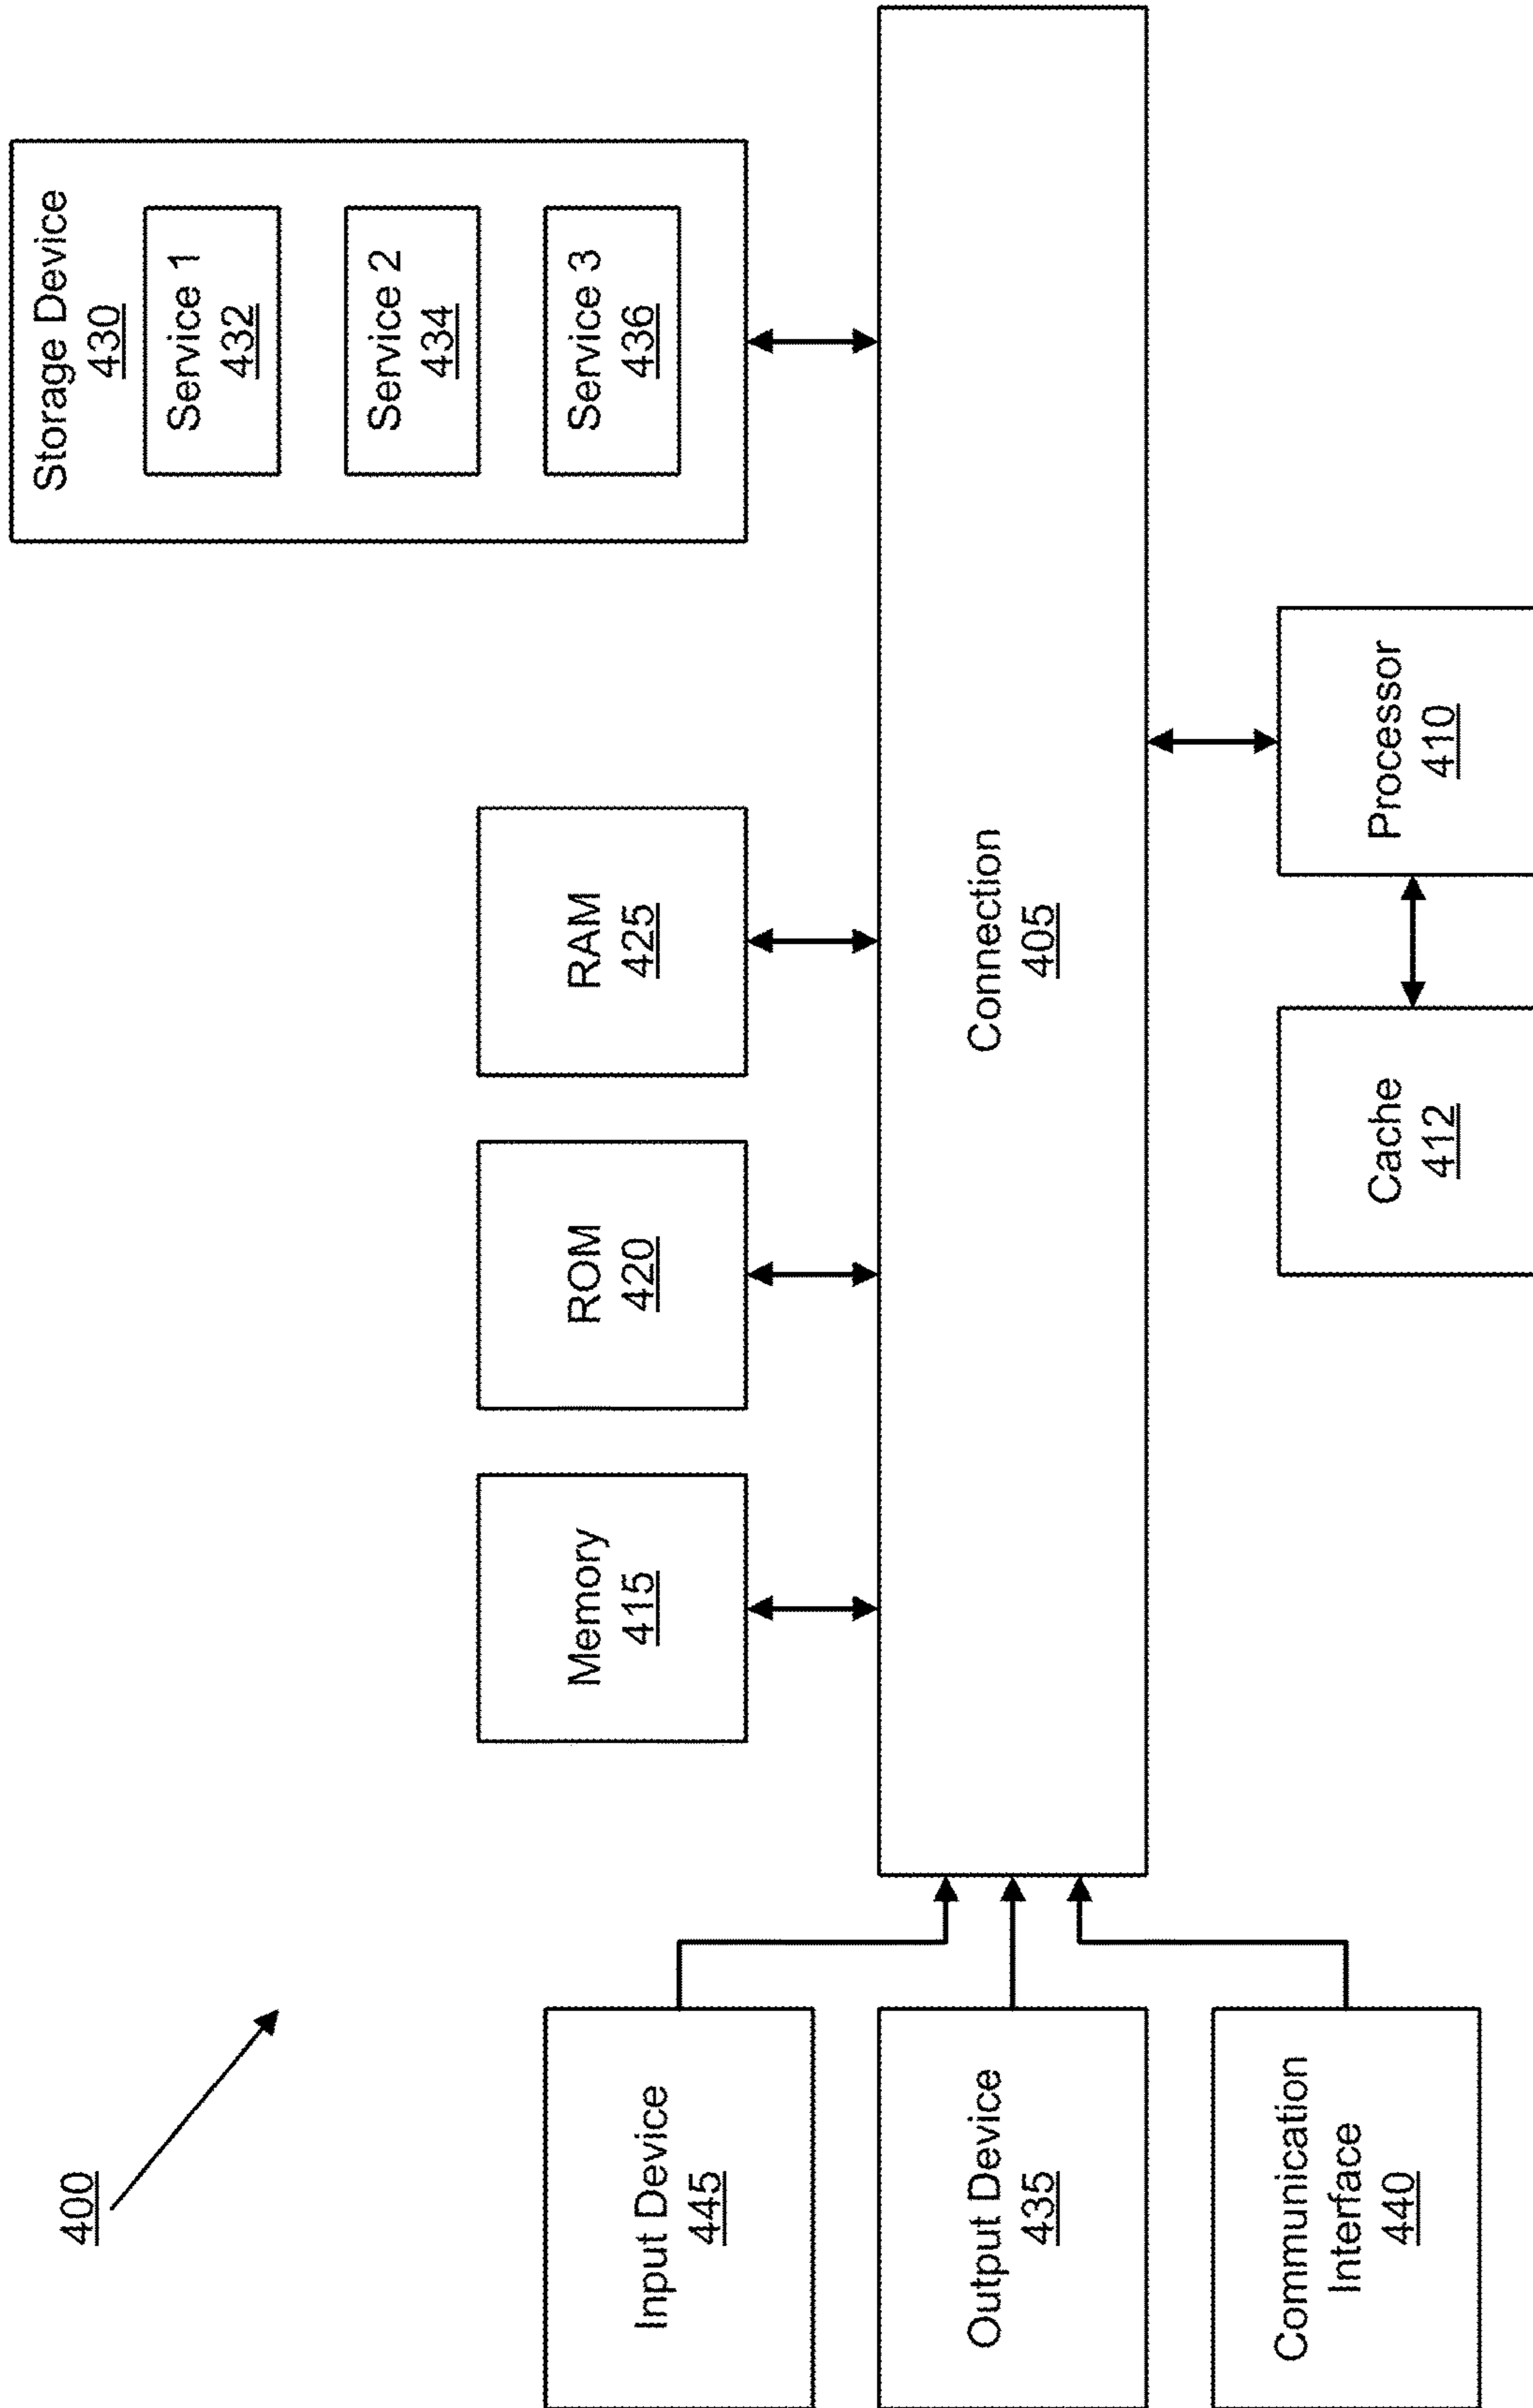 400
Input Device
445
Output Device
435
Communication
Interface
440
Memory
415
ROM
420
RAM
425
Storage Device
430
Service 1
432
Service 2
434
Service 3
436
Connection
405
Cache
412
Processor
410